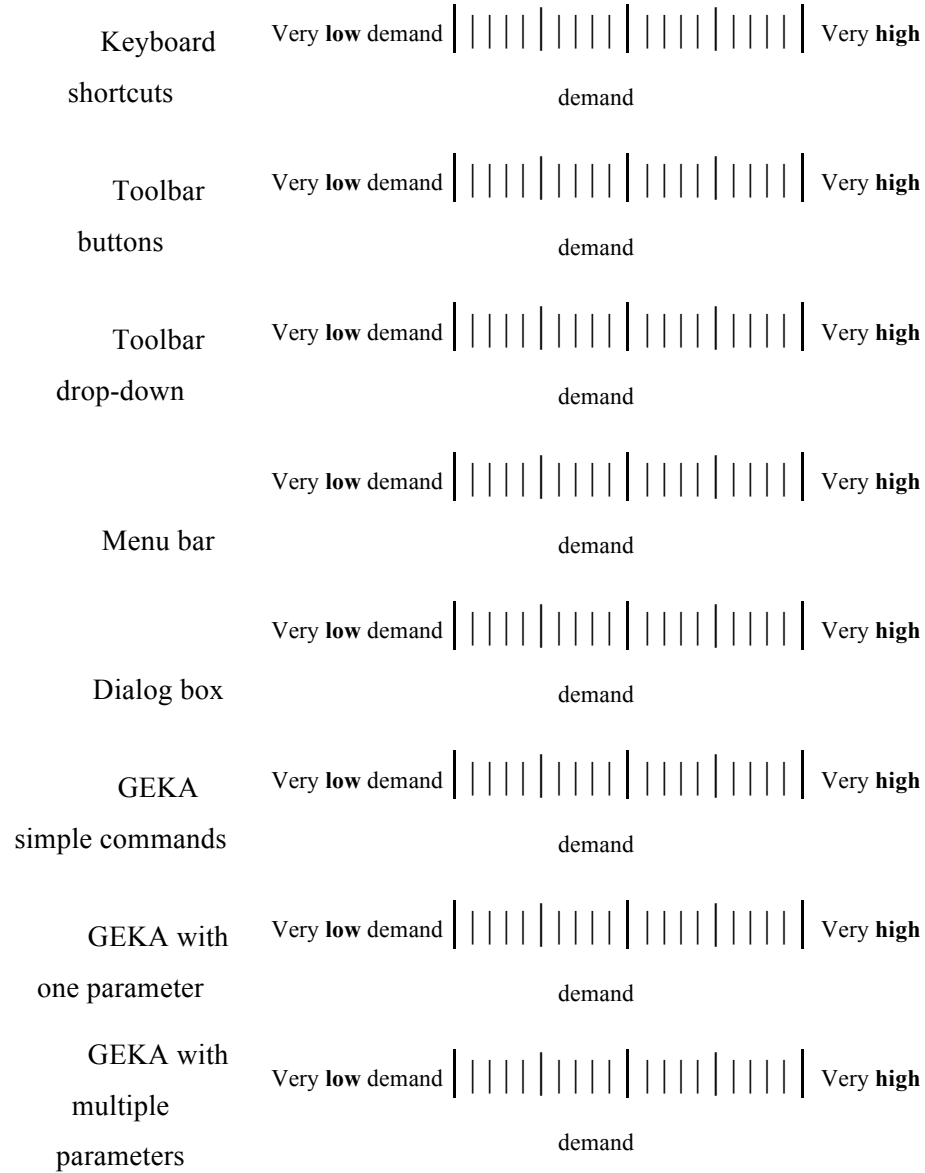 Keyboard
shortcuts
Very low demand Very high
demand
Toolbar
buttons
Very low demand Very high
demand
Toolbar
drop-down
Very low demand Very high
demand
Menu bar
Very low demand Very high
demand
Dialog box
Very low demand Very high
demand
GEKA
simple commands
Very low demand Very high
demand
GEKA with
one parameter
Very low demand Very high
demand
GEKA with
multiple
parameters
Very low demand Very high
demand